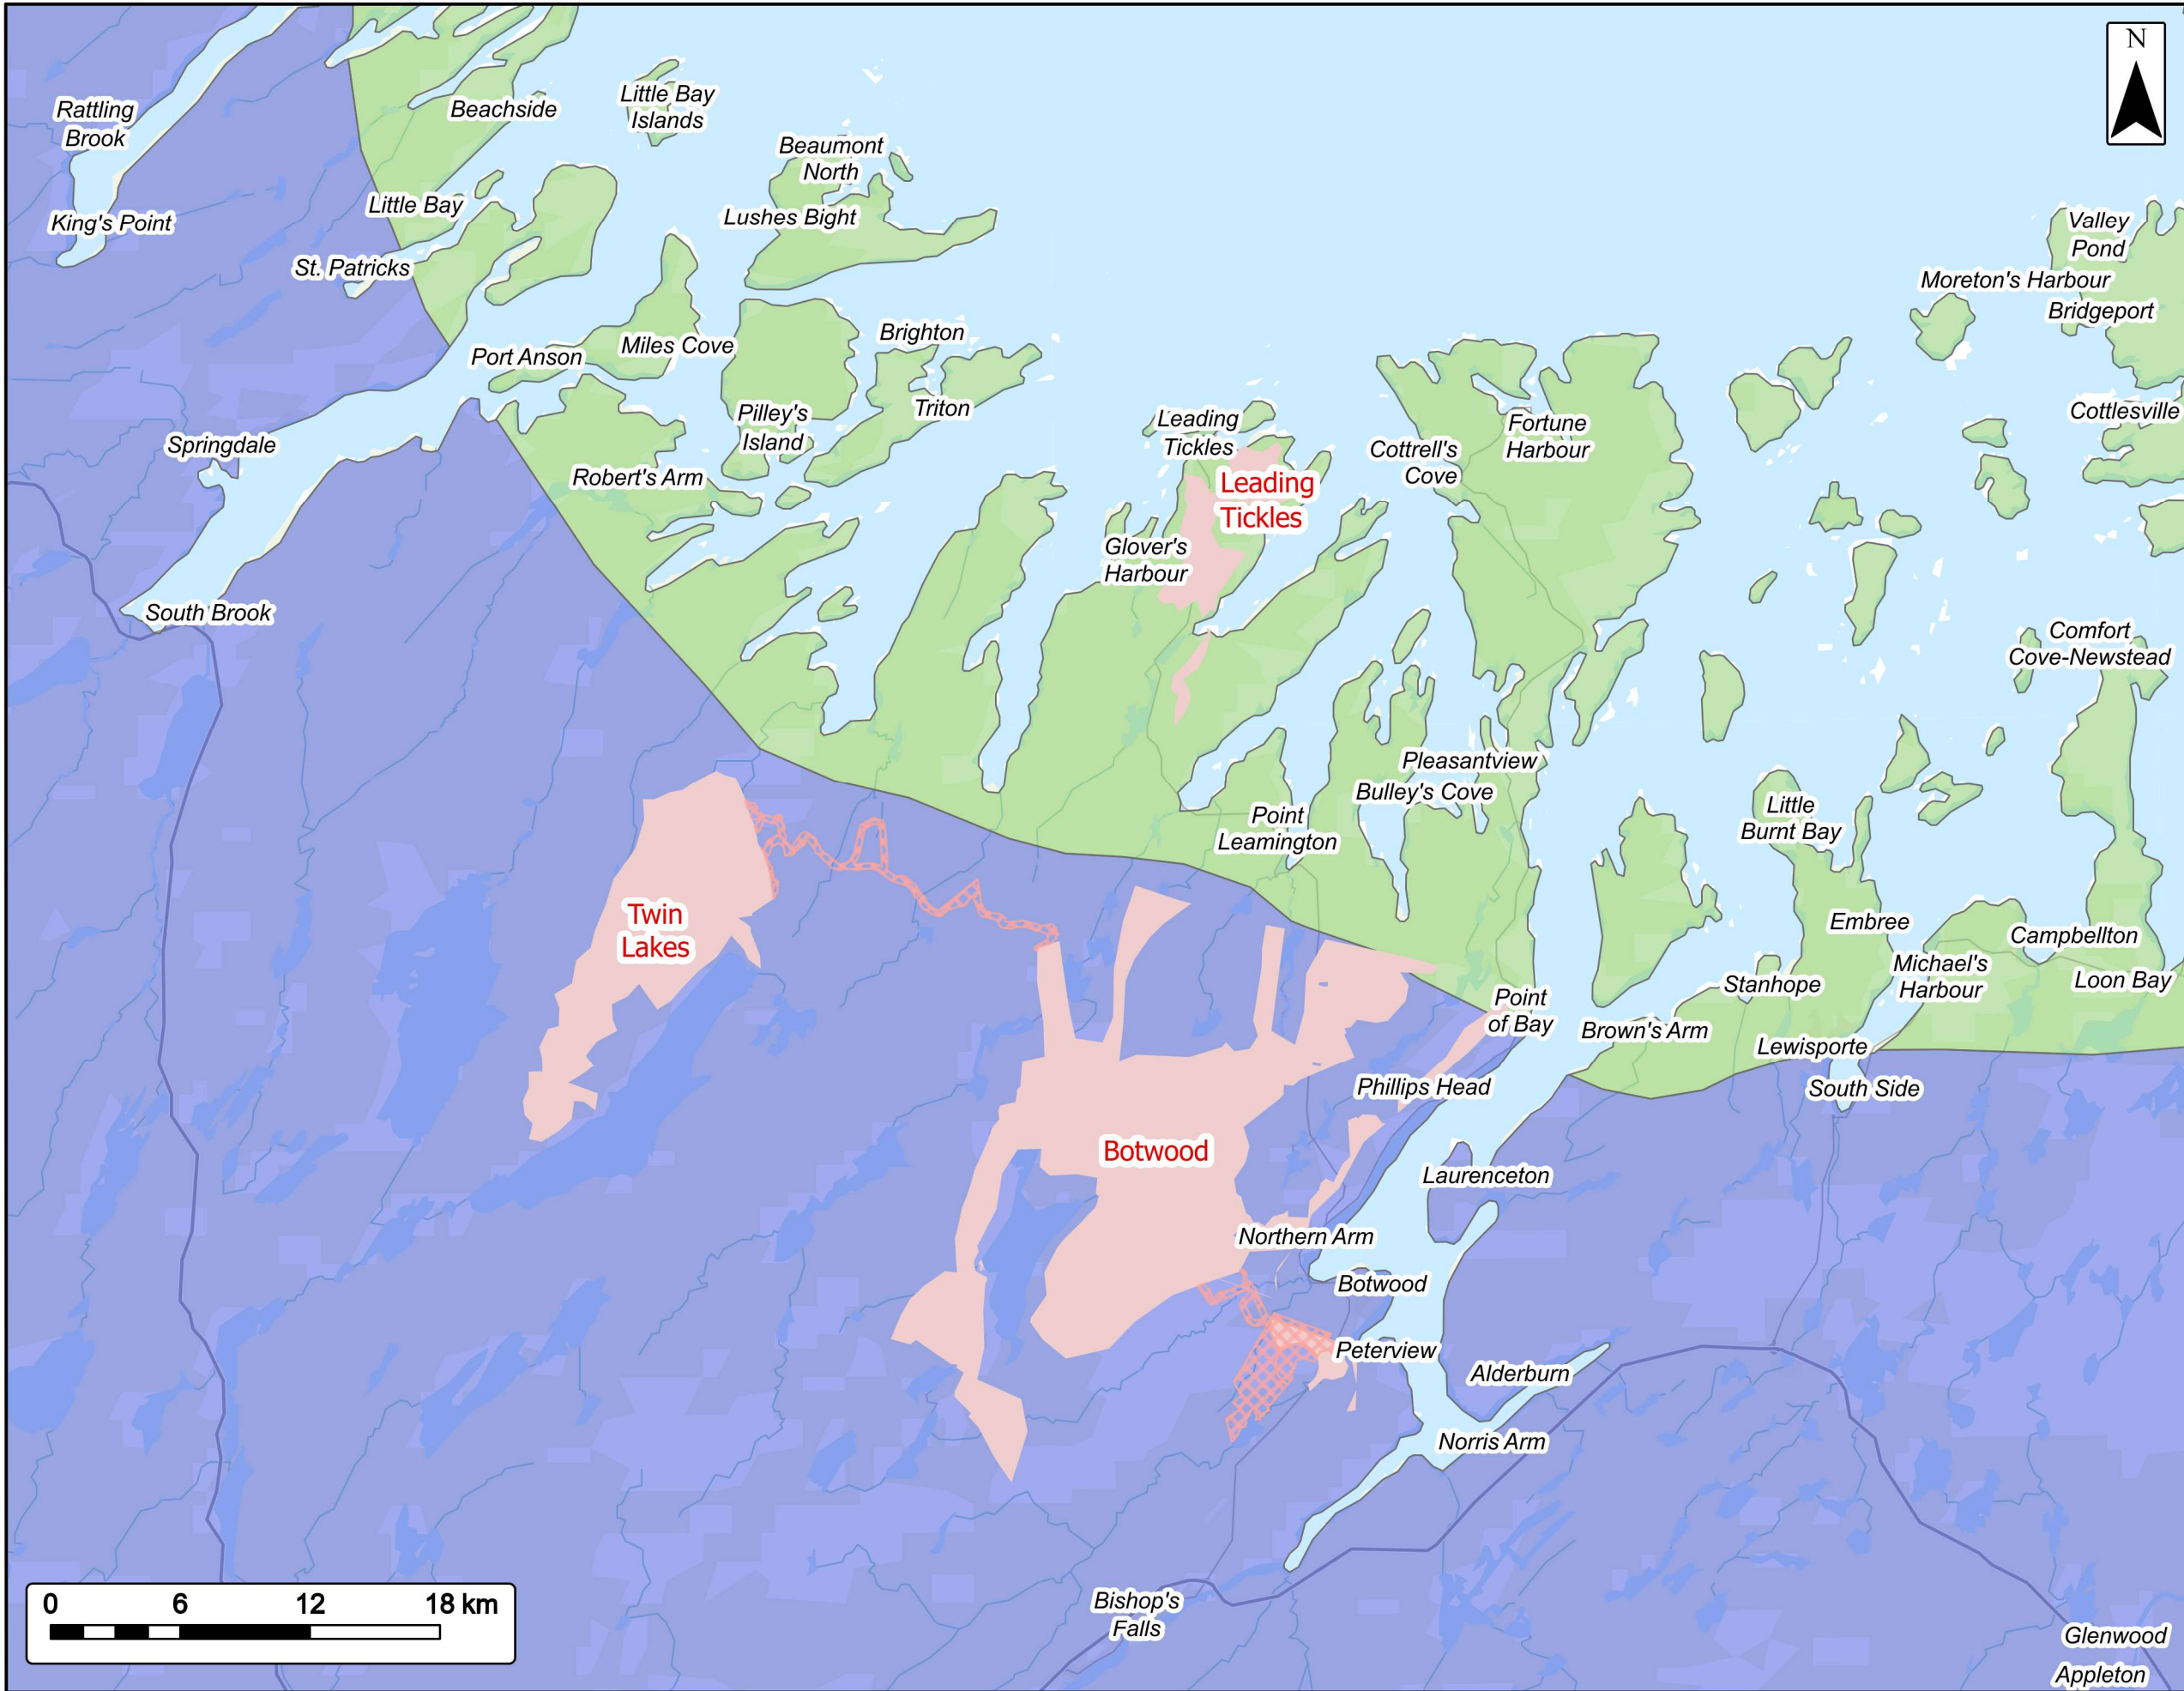 N
Rattling
Brook
Beachside
Little Bay
Islands
Beaumont
North
Little Bay
Lushes Bight
King's Point
St. Patricks
Valley
Pond
Moreton's Harbour
Bridgeport
Brighton
Port Anson
Miles Cove
Triton
Pilley's
Island
Leading
Tickles
Fortune
Harbour
Cottrell's
Cove
Cottlesville
Springdale
Robert's Arm
Leading
Tickles
Glover's
Harbour
South Brook
Comfort
Cove-Newstead
Pleasantview
Bulley's Cove
Point
Leamington
Little
Burnt Bay
Twin
Lakes
Embree
Campbellton
Michael's
Harbour
Loon Bay
Stanhope
Point
of Bay
Brown's Arm
Lewisporte
Phillips Head
South Side
Botwood
Laurenceton
Northern Arm
Botwood
Peterview
Alderburn
Norris Arm
Bishop's
Falls
0 6 12 18 km
Glenwood
Appleton